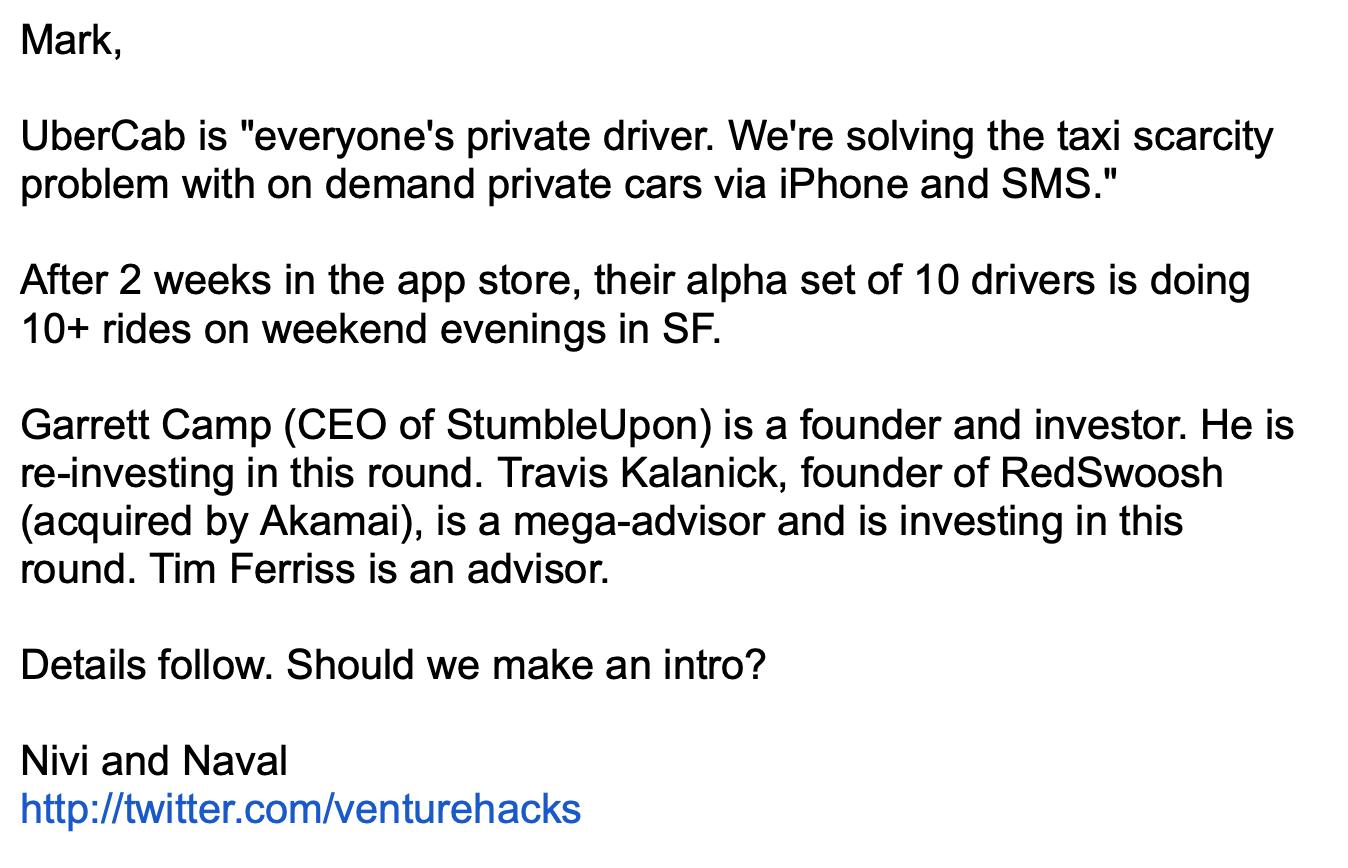 Mark,
UberCab is "everyone's private driver. We're solving the taxi scarcity
problem with on demand private cars via iPhone and SMS."
After 2 weeks in the app store, their alpha set of 10 drivers is doing
10+ rides on weekend evenings in SF.
Garrett Camp (CEO of StumbleUpon) is a founder and investor. He is
re-investing in this round. Travis Kalanick, founder of RedSwoosh
(acquired by Akamai), is a mega-advisor and is investing in this
round. Tim Ferriss is an advisor.
Details follow. Should we make an intro?
Nivi and Naval
http://twitter.com/venturehacks